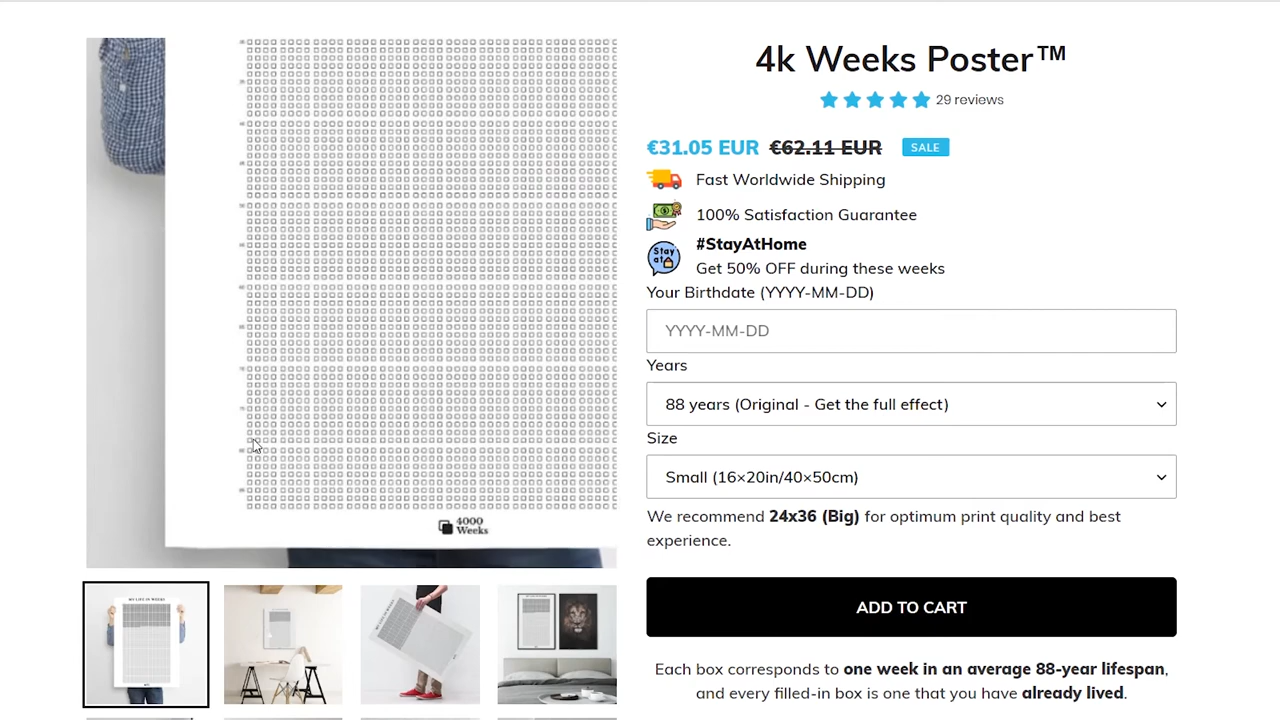 4k Weeks Poster™
29 reviews
€31.05 EUR €62.11 EUR SALE
Fast Worldwide Shipping
100% Satisfaction Guarantee
#StayAtHome
Get 50% OFF during these weeks
Your Birthdate (YYYY-MM-DD)
YYYY-MM-DD
Years
88 years (Original - Get the full effect)
Size
Small (16×20in/40×50cm)
We recommend 24x36 (Big) for optimum print quality and best
experience.
ADD TO CART
Each box corresponds to one week in an average 88-year lifespan,
and every filled-in box is one that you have already lived.
4000
Weeks
MY LIFE IN WEEKS